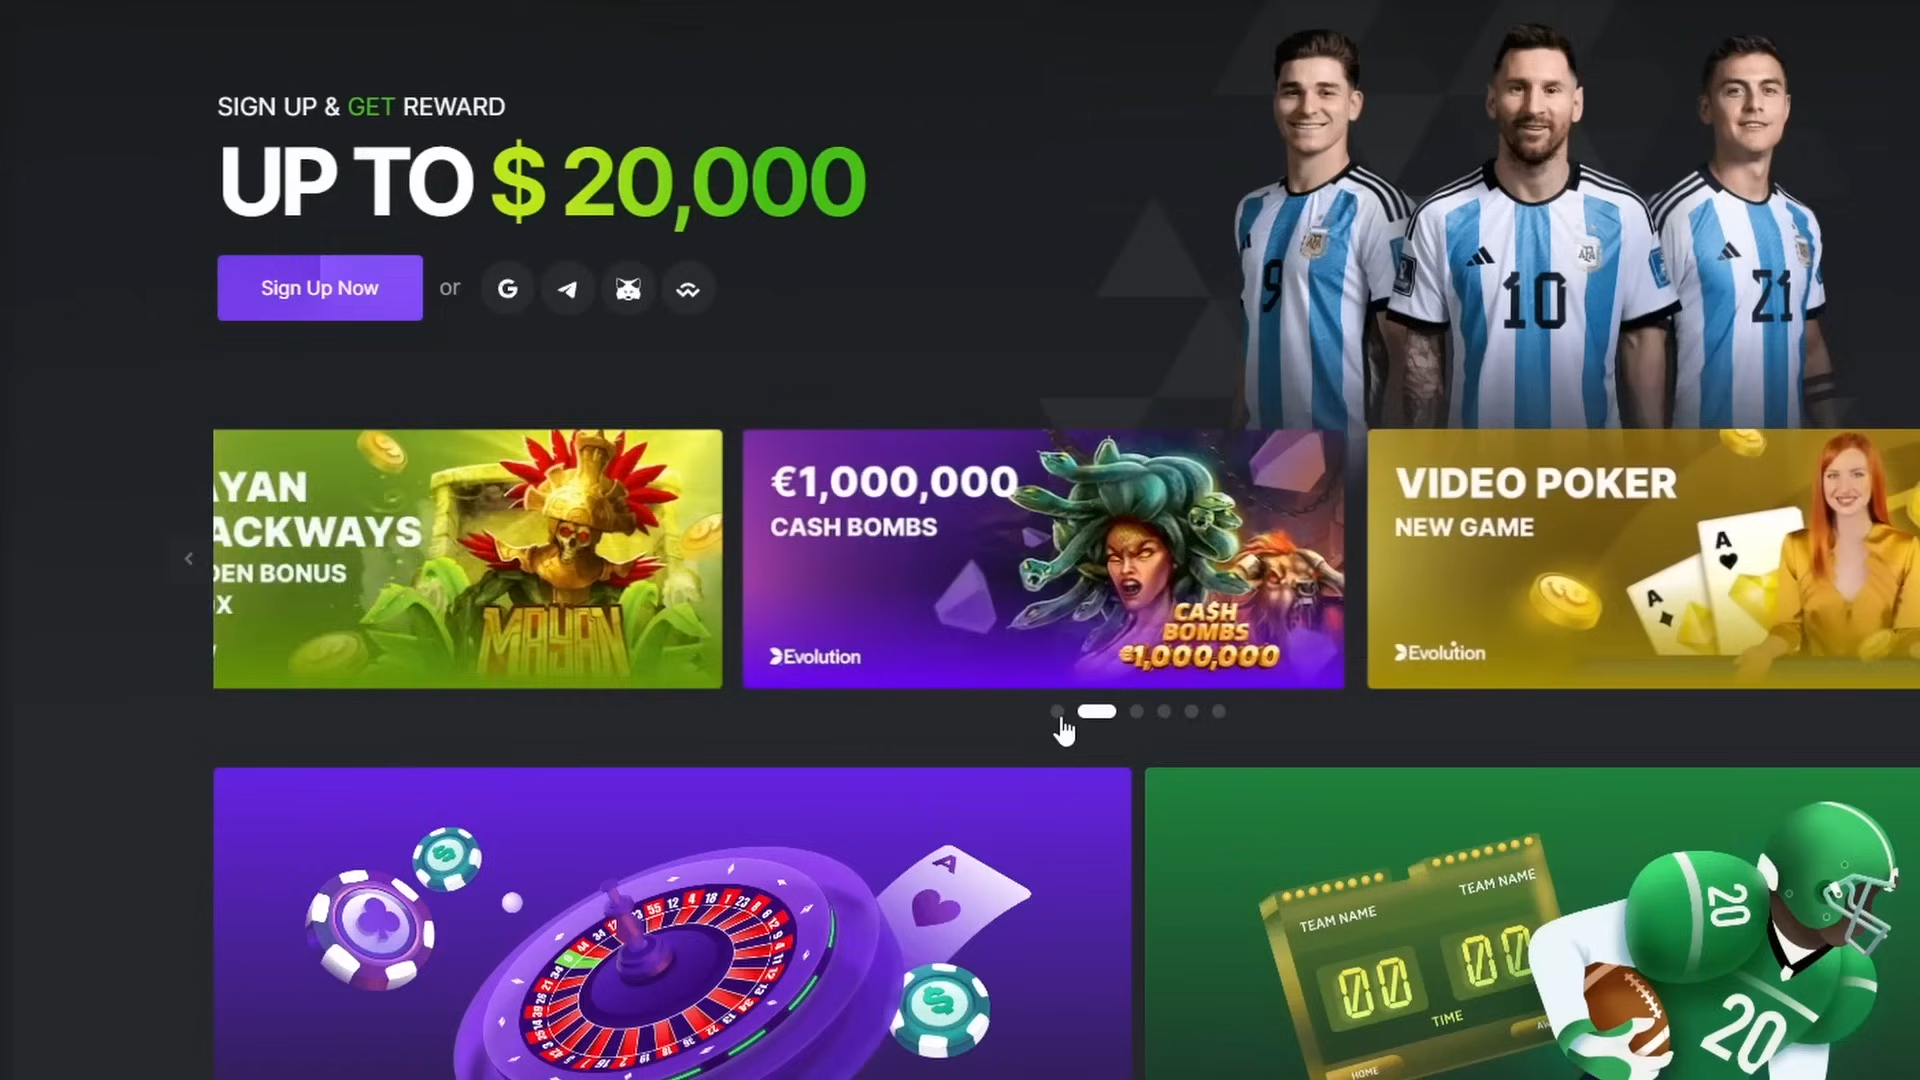 SIGN UP & GET REWARD
UP TO $ 20,000
Sign Up Now or
9
10
21
AYAN
ACKWAYS
DEN BONUS
X
MAYAN
€1,000,000
CASH BOMBS
Evolution
CA$H
BOMBS
€1,000,000
VIDEO POKER
NEW GAME
Evolution
A
A
A
TEAM NAME
TEAM NAME
00
00
TIME
HOME
20
20